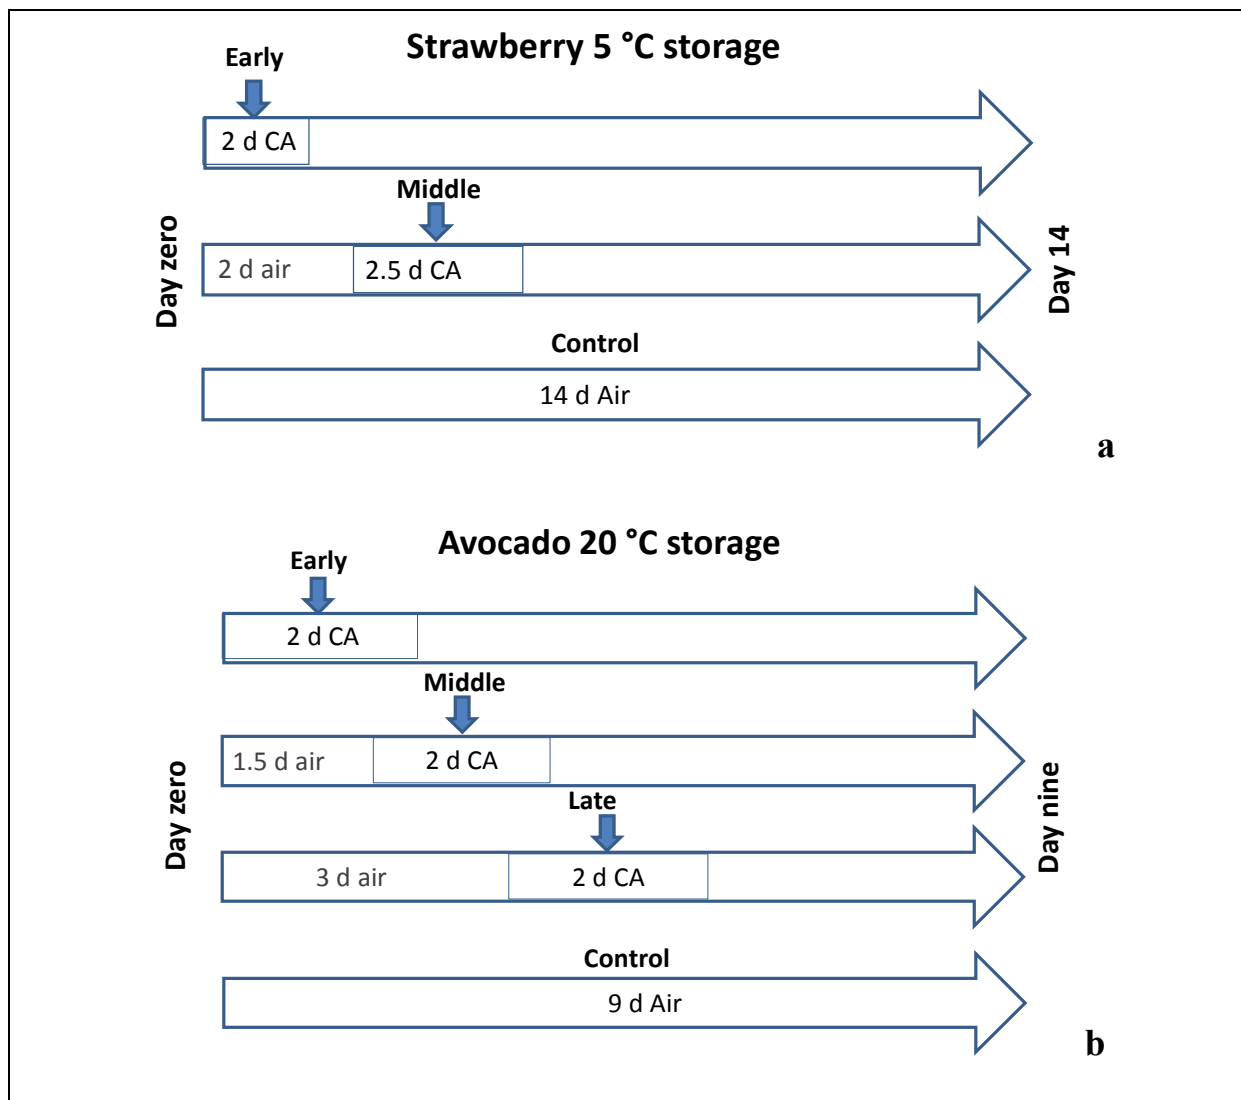 Strawberry 5 °C storage
Early
2 d CA
Middle
2 d air
2.5 d CA
Control
14 d Air
Day zero
Day 14
a
Avocado 20 °C storage
Early
2 d CA
Middle
1.5 d air
2 d CA
Late
3 d air
2 d CA
Control
9 d Air
Day zero
Day nine
b